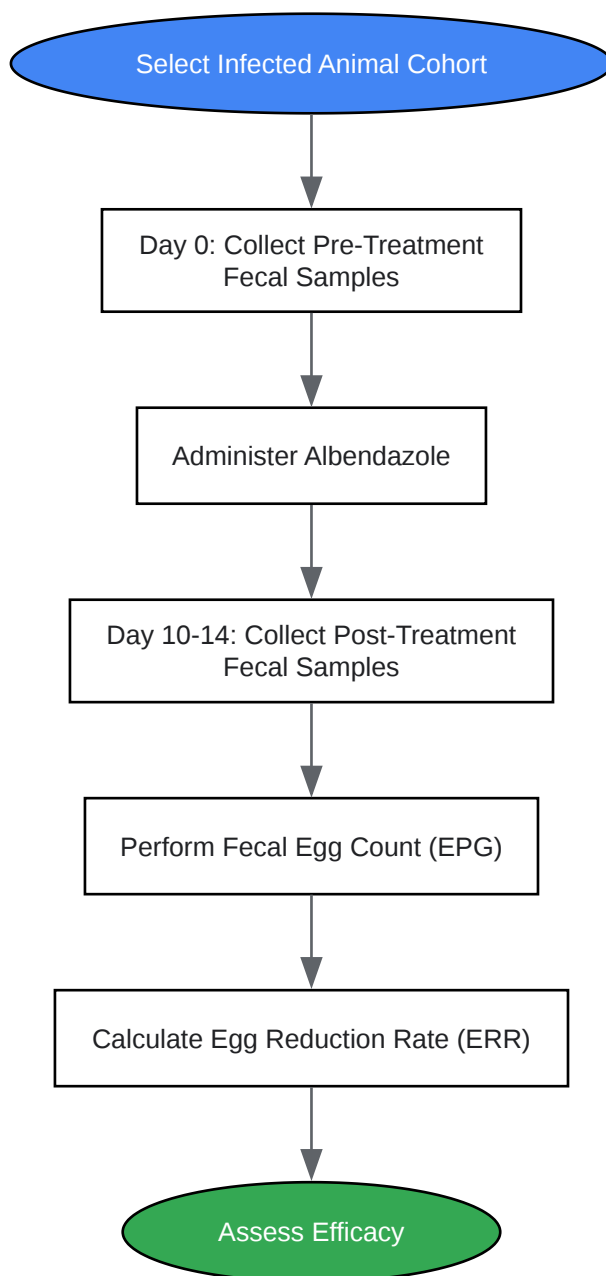 Select Infected Animal Cohort
Day 0: Collect Pre-Treatment
Fecal Samples
Administer Albendazole
Day 10-14: Collect Post-Treatment
Fecal Samples
Perform Fecal Egg Count (EPG)
Calculate Egg Reduction Rate (ERR)
Assess Efficacy